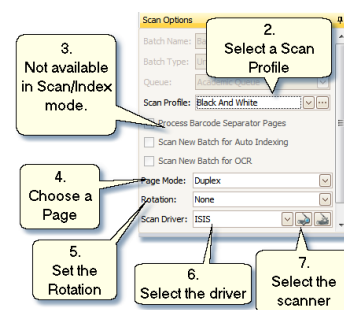 Scan Options
2.
Select a Scan
Profile
3.
Not available
in Scan/Index
mode.
Batch Name:
Batch Type:
Queue:
Scan Profile: Black And White
Process Barcode Separator Pages
Scan New Batch for Auto Indexing
Scan New Batch for OCR
4.
Choose a
Page
Page Mode: Duplex
Rotation: None
Scan Driver: ISIS
5.
Set the
Rotation
6.
Select the driver
7.
Select the
scanner